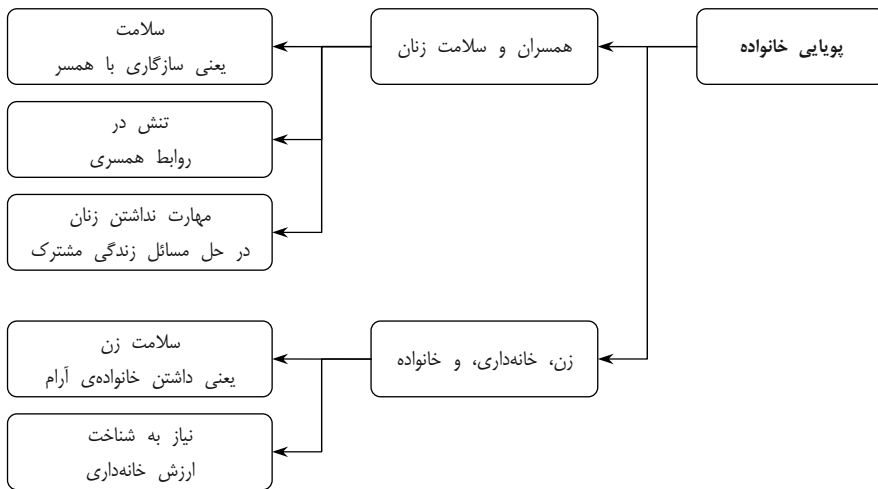 پویایی خانواده
همسران و سلامت زنان
سلامت
یعنی سازگاری با همسر
تنش در
روابط همسری
مهارت نداشتن زنان
در حل مسائل زندگی مشترک
زن، خانه‌داری، و خانواده
سلامت زن
یعنی داشتن خانواده‌ی آرام
نیاز به شناخت
ارزش خانه‌داری